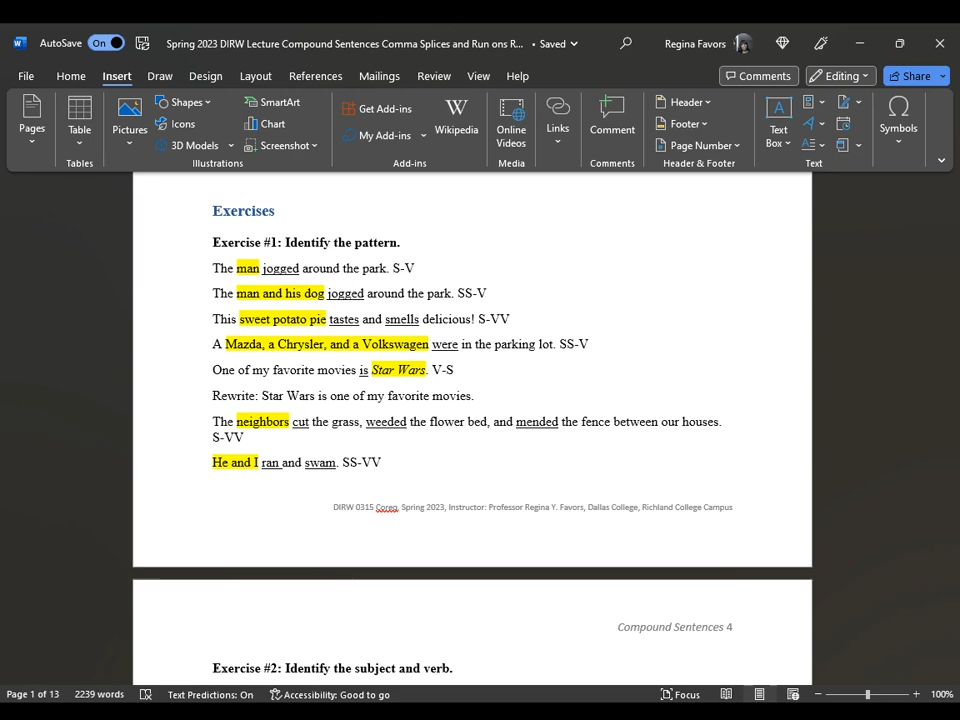 AutoSave On Spring 2023 DIRW Lecture Compound Sentences Comma Splices and Run ons R... • Saved Regina Favors
File Home Insert Draw Design Layout References Mailings Review View Help Comments Editing Share
Pages Table Pictures Shapes Icons 3D Models SmartArt Chart Screenshot Get Add-ins My Add-ins Wikipedia Online Videos Links Comment Header Footer Page Number Text Box Symbols
Tables Illustrations Add-ins Media Comments Header & Footer Text
Exercises
Exercise #1: Identify the pattern.
The man jogged around the park. S-V
The man and his dog jogged around the park. SS-V
This sweet potato pie tastes and smells delicious! S-VV
A Mazda, a Chrysler, and a Volkswagen were in the parking lot. SS-V
One of my favorite movies is Star Wars. V-S
Rewrite: Star Wars is one of my favorite movies.
The neighbors cut the grass, weeded the flower bed, and mended the fence between our houses.
S-VV
He and I ran and swam. SS-VV
DIRW 0315 Coreq, Spring 2023, Instructor: Professor Regina Y. Favors, Dallas College, Richland College Campus
Compound Sentences 4
Exercise #2: Identify the subject and verb.
Page 1 of 13 2239 words Text Predictions: On Accessibility: Good to go Focus 100%